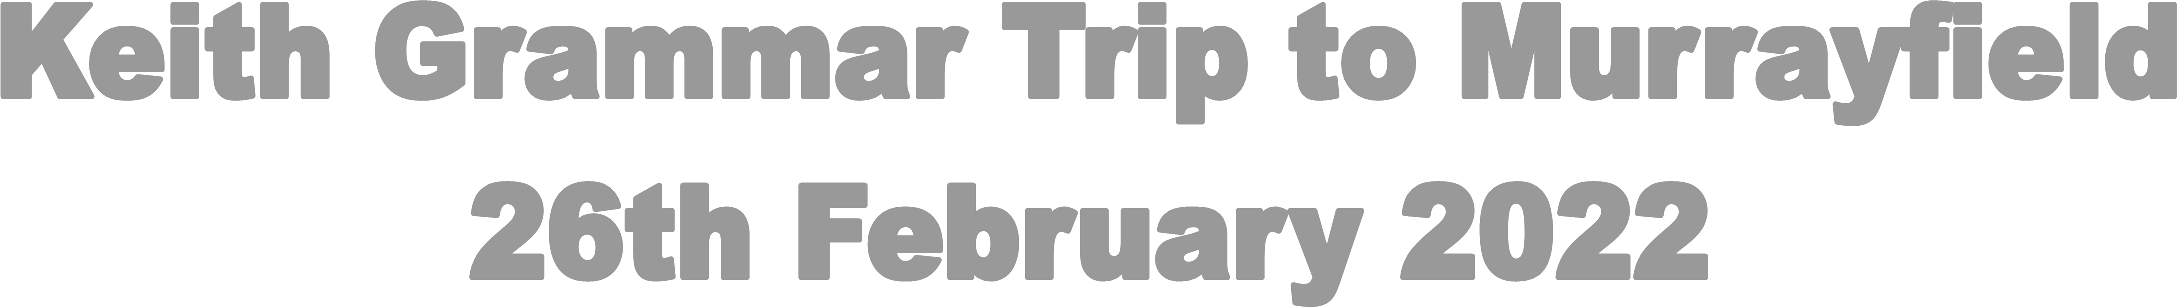 Keith Grammar Trip to Murrayfield
26th February 2022